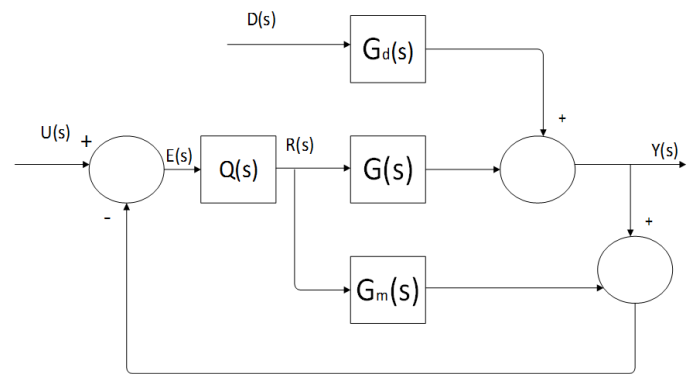 D(s)
Gd(s)
+
U(s)
+
E(s)
Q(s)
R(s)
G(s)
Y(s)
-
+
Gm(s)